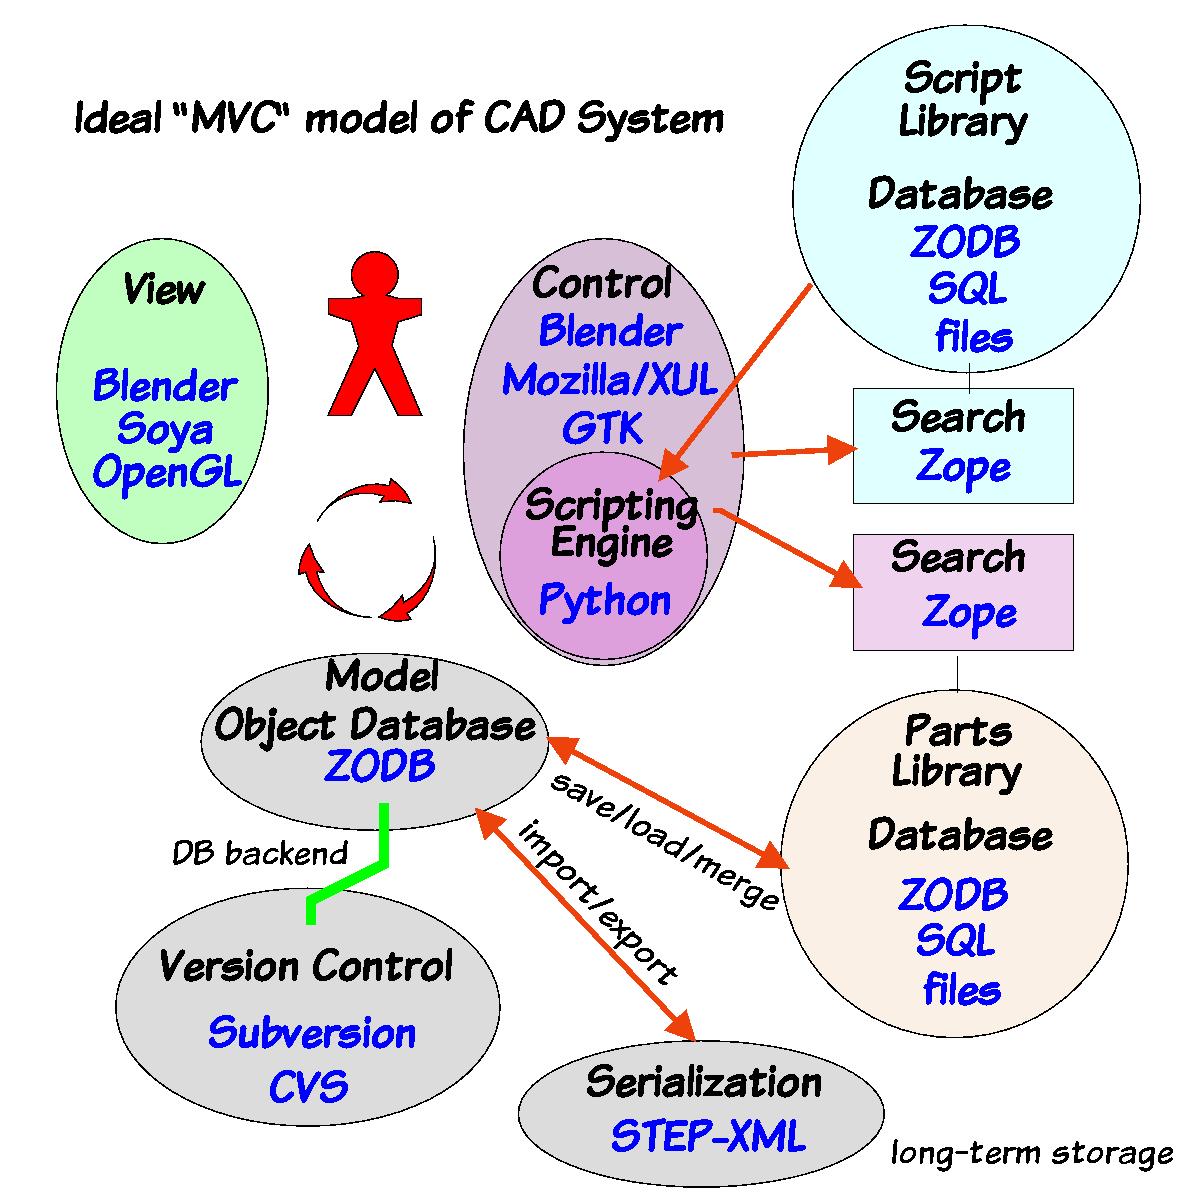 Ideal "MVC" model of CAD System
Script
Library
Database
ZODB
SQL
files
View
Blender
Soya
OpenGL
Control
Blender
Mozilla/XUL
GTK
Scripting
Engine
Python
Search
Zope
Search
Zope
Model
Object Database
ZODB
save/load/merge
import/export
Parts
Library
Database
ZODB
SQL
files
DB backend
Version Control
Subversion
CVS
Serialization
STEP-XML
long-term storage